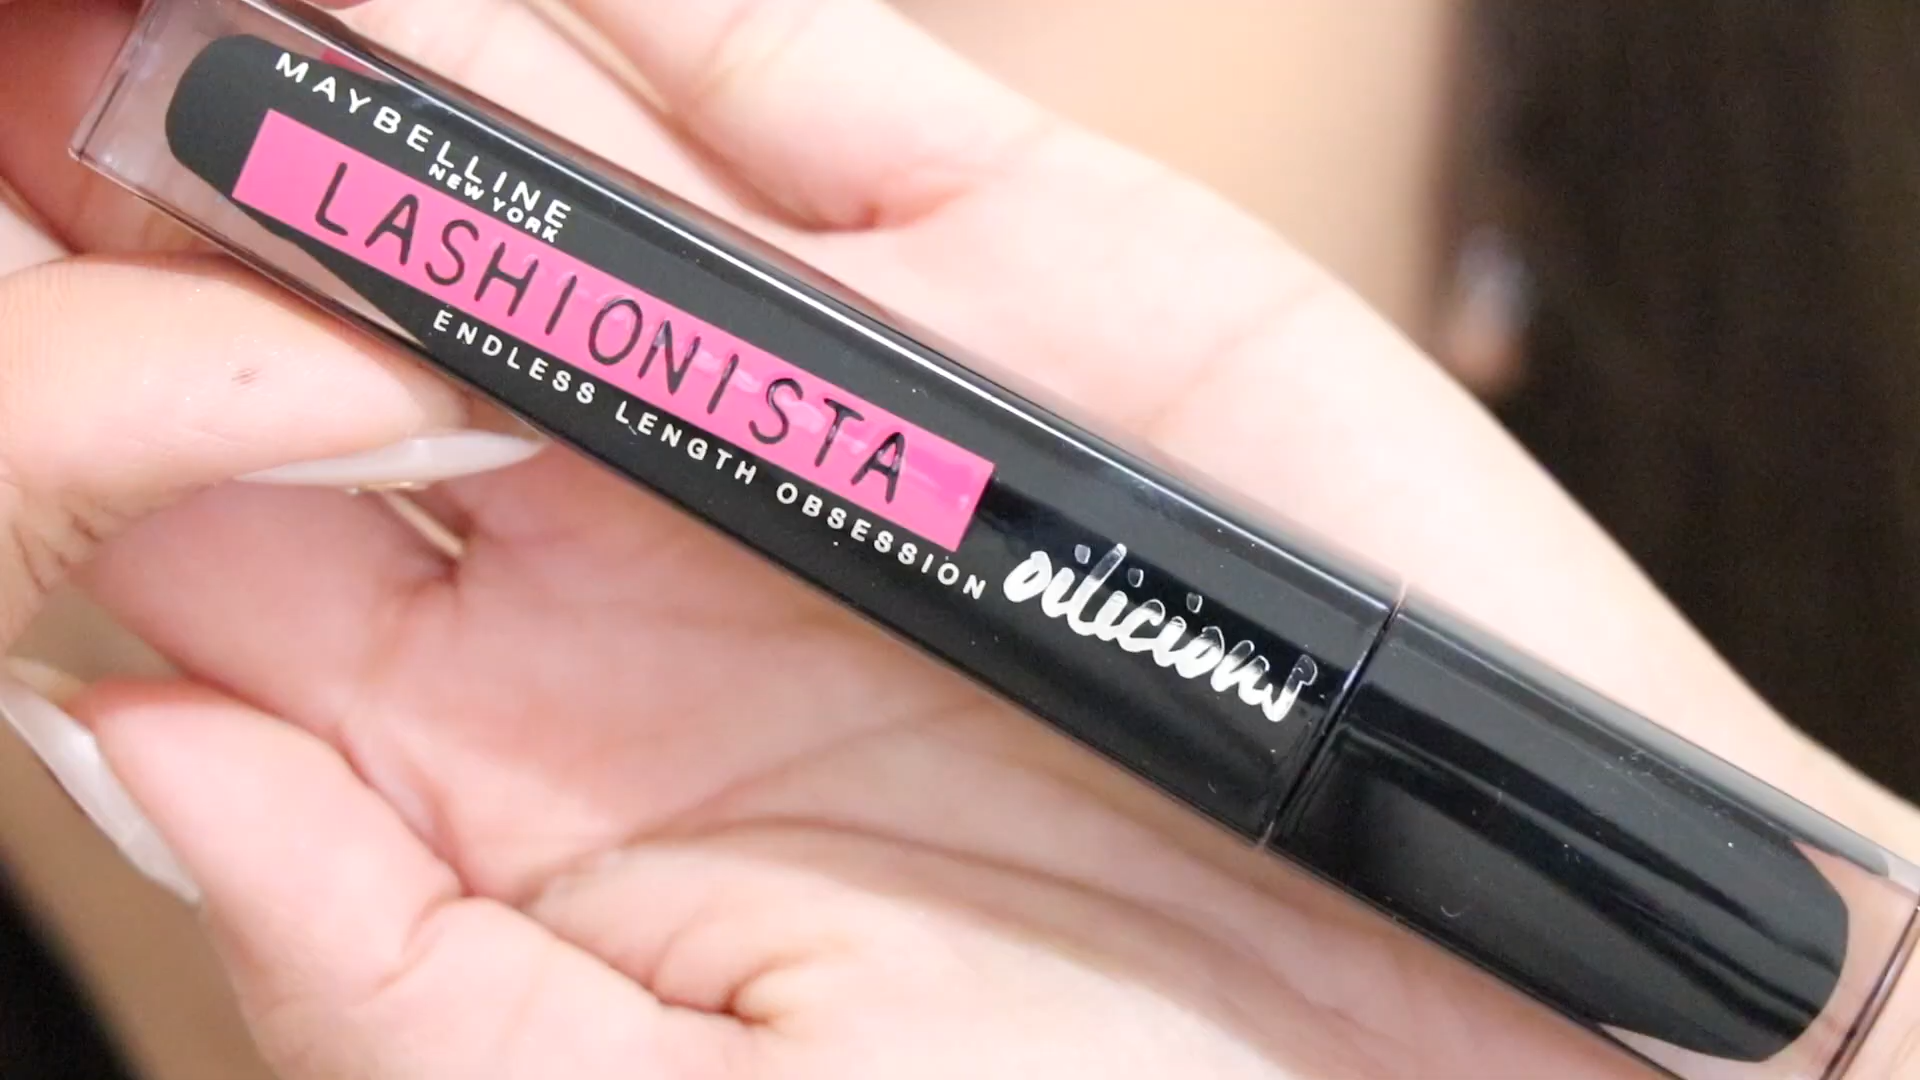 MAYBELLINE
NEW YORK
LASHIONISTA
ENDLESS LENGTH OBSESSION
oilicious